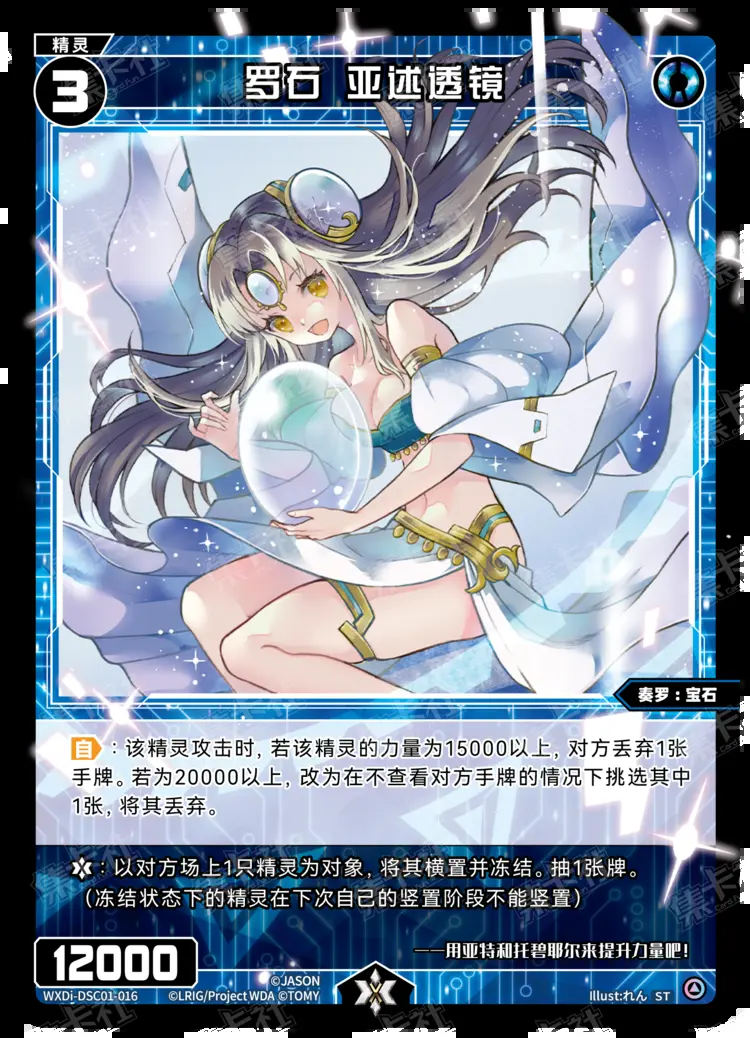 精灵
3
罗石 亚述透镜
奏罗：宝石
自：该精灵攻击时，若该精灵的力量为15000以上，对方丢弃1张
手牌。若为20000以上，改为在不查看对方手牌的情况下挑选其中
1张，将其丢弃。
：以对方场上1只精灵为对象，将其横置并冻结。抽1张牌。
（冻结状态下的精灵在下次自己的竖置阶段不能竖置）
——用亚特和托碧耶尔来提升力量吧！
12000
©JASON
WXDi-DSC01-016 ©LRIG/Project WDA ©TOMY
Illust:れん ST
集卡社